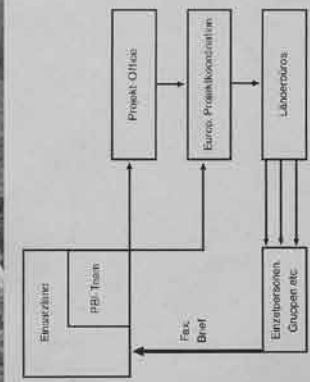 Einsatzland
PBI-Team
Projekt-Office
Europ. Projektkoordination
Länderbüros
Einzelpersonen,
Gruppen etc.
Fax,
Brief